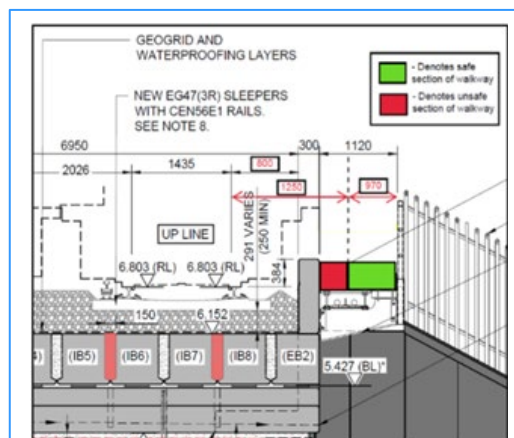 GEOGRID AND
WATERPROOFING LAYERS
- Denotes safe
section of walkway
- Denotes unsafe
section of walkway
NEW EG47(3R) SLEEPERS
WITH CEN56E1 RAILS.
SEE NOTE 8.
6950
300
1120
2026
1435
800
1250
970
UP LINE
291 VARIES
(250 MIN)
384
6.803 (RL)
6.803 (RL)
150
6.152
(IB5)
(IB6)
(IB7)
(IB8)
(EB2)
5.427 (BL)*